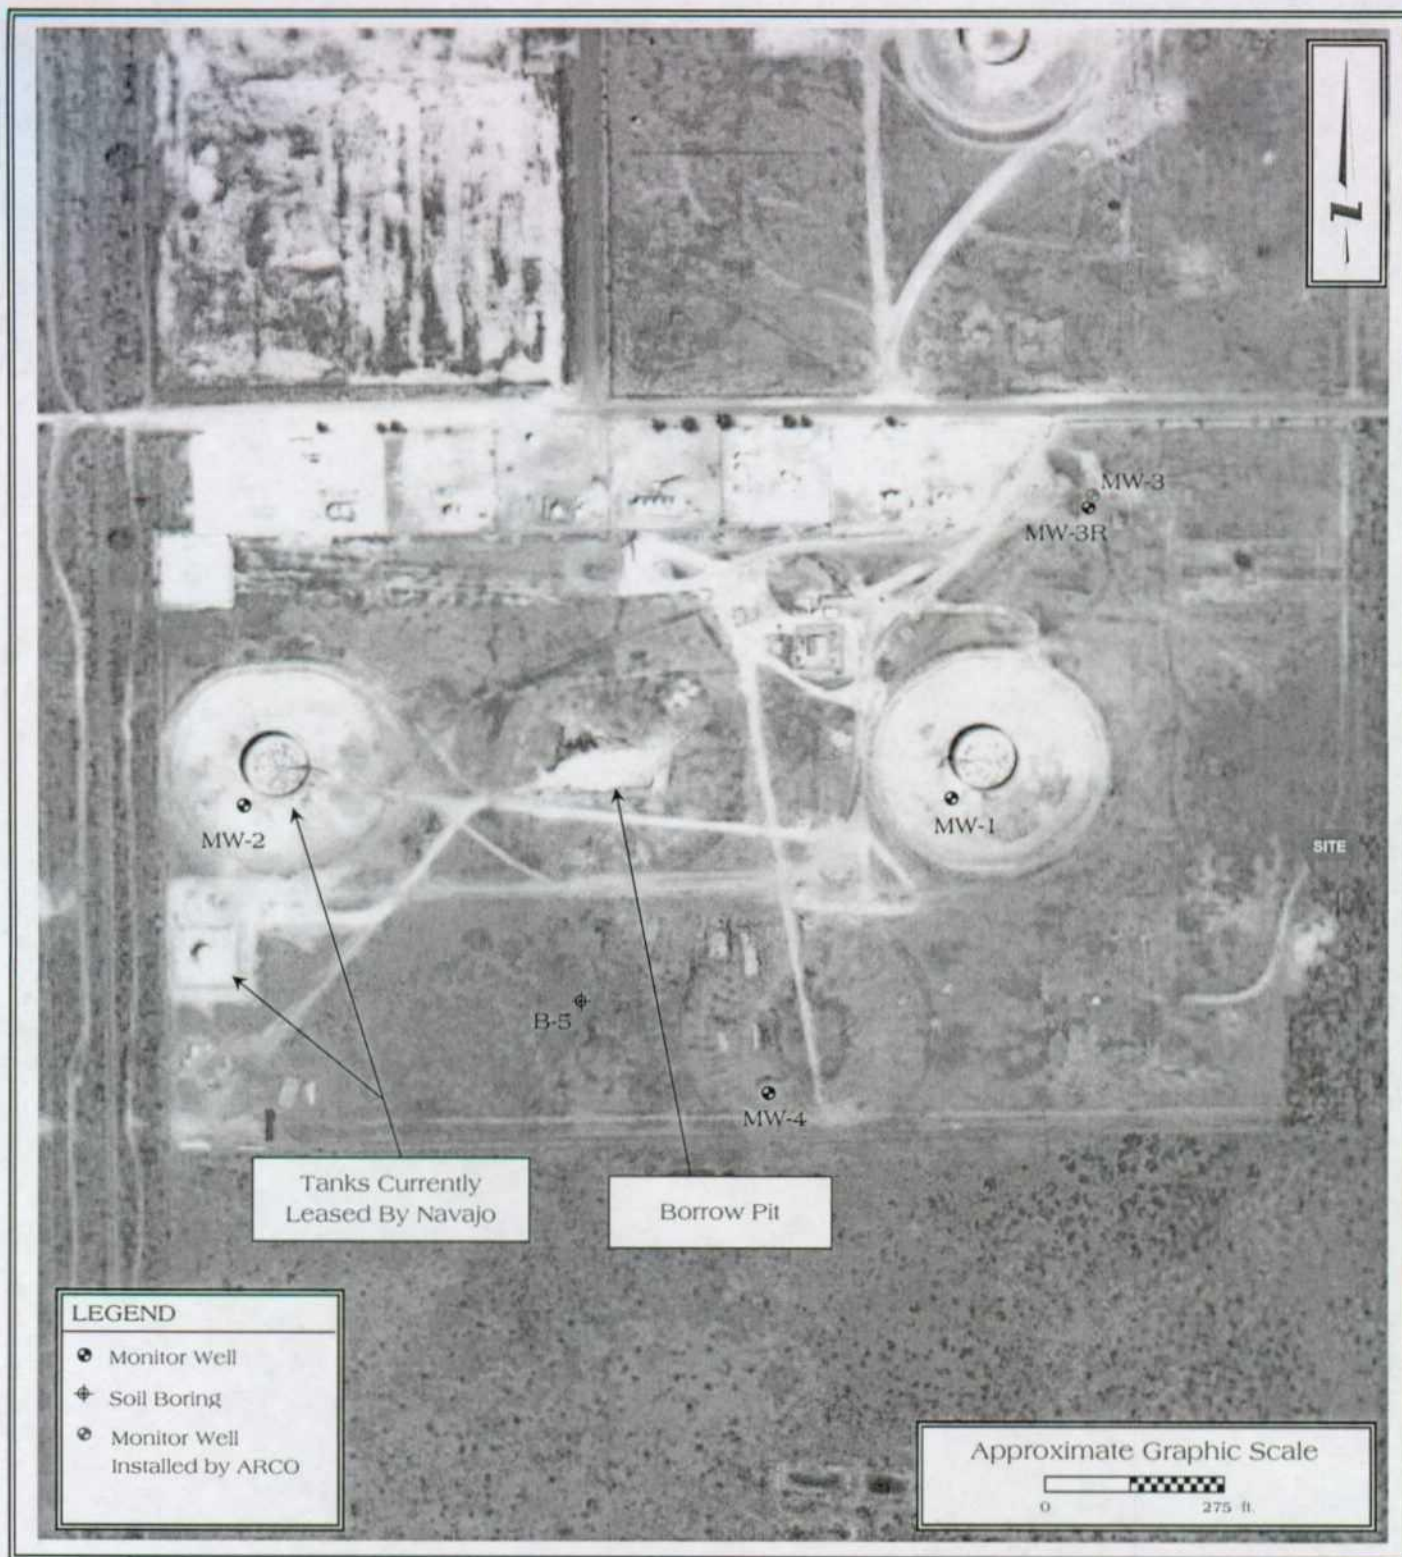 N
MW-3
MW-3R
MW-2
MW-1
SITE
B-5
MW-4
Tanks Currently
Leased By Navajo
Borrow Pit
LEGEND
Monitor Well
Soil Boring
Monitor Well
Installed by ARCO
Approximate Graphic Scale
0 275 ft.